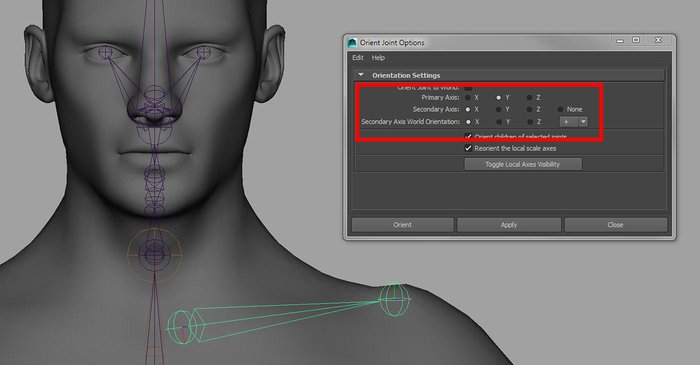 Orient Joint Options
Edit Help
Orientation Settings
Orient Joint to World:
Primary Axis: X Y Z
Secondary Axis: X Y Z None
Secondary Axis World Orientation: X Y Z +
Orient children of selected joints
Reorient the local scale axes
Toggle Local Axes Visibility
Orient Apply Close